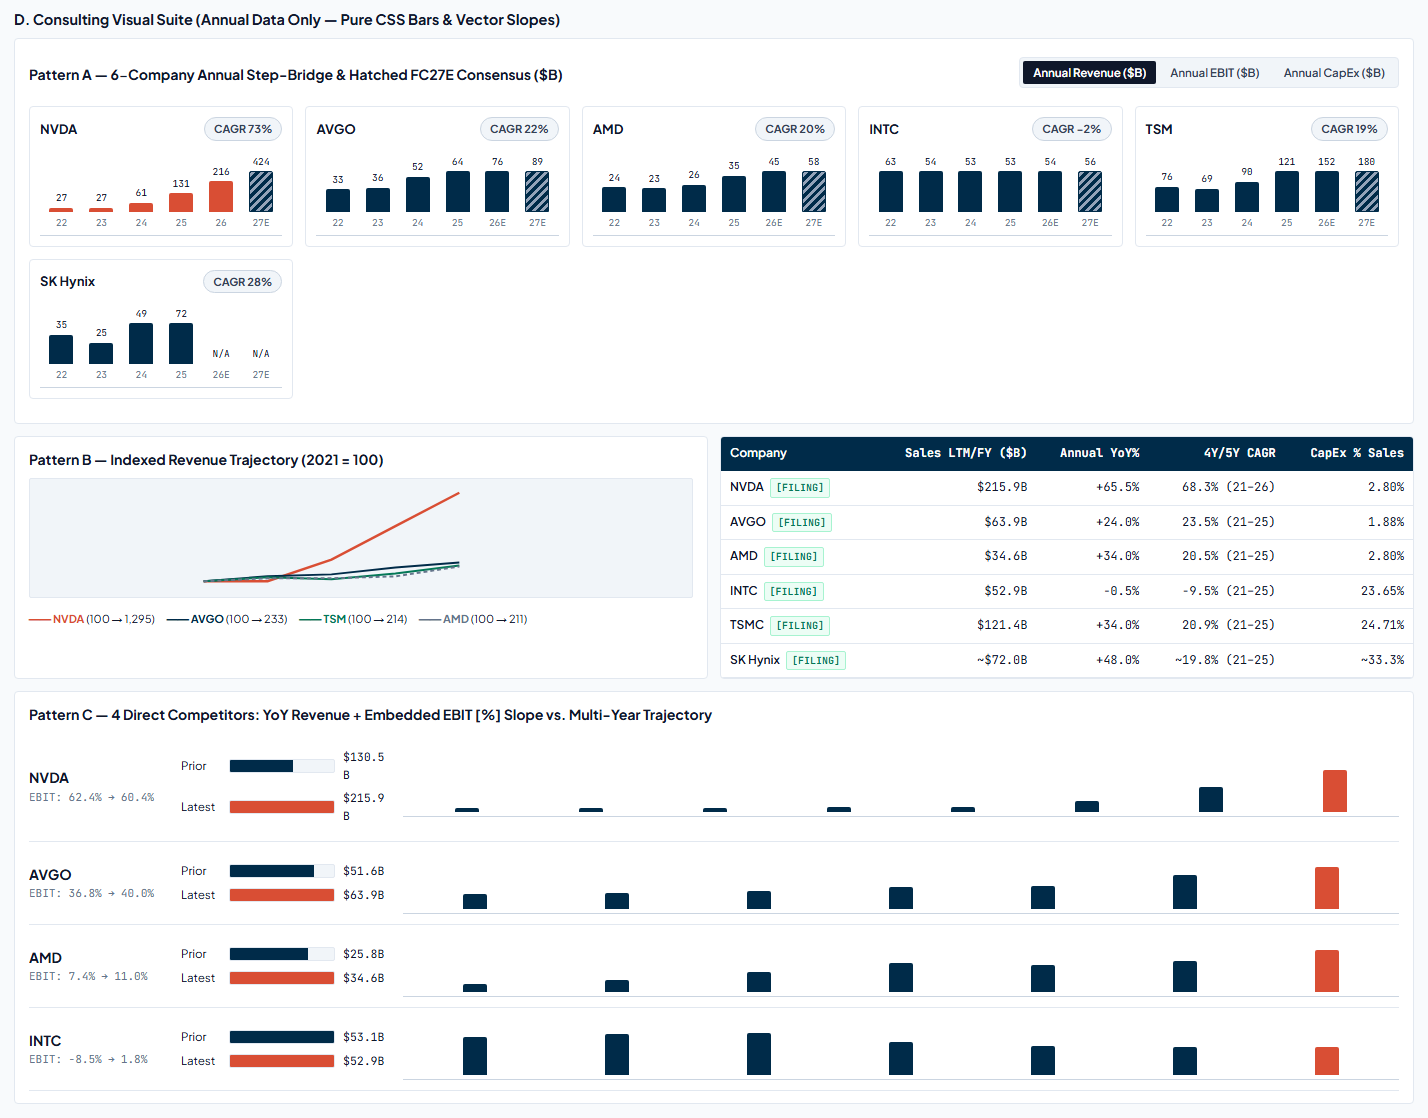 D. Consulting Visual Suite (Annual Data Only — Pure CSS Bars & Vector Slopes)
Pattern A — 6-Company Annual Step-Bridge & Hatched FC27E Consensus ($B)
Annual Revenue ($B) Annual EBIT ($B) Annual CapEx ($B)
NVDA CAGR 73%
27 27 61 131 216 424
22 23 24 25 26 27E
AVGO CAGR 22%
33 36 52 64 76 89
22 23 24 25 26E 27E
AMD CAGR 20%
24 23 26 35 45 58
22 23 24 25 26E 27E
INTC CAGR -2%
63 54 53 53 54 56
22 23 24 25 26E 27E
TSM CAGR 19%
76 69 90 121 152 180
22 23 24 25 26E 27E
SK Hynix CAGR 28%
35 25 49 72 N/A N/A
22 23 24 25 26E 27E
Pattern B — Indexed Revenue Trajectory (2021 = 100)
NVDA (100→1,295) AVGO (100→233) TSM (100→214) AMD (100→211)
Company Sales LTM/FY ($B) Annual YoY% 4Y/5Y CAGR CapEx % Sales
NVDA [FILING] $215.9B +65.5% 68.3% (21-26) 2.80%
AVGO [FILING] $63.9B +24.0% 23.5% (21-25) 1.88%
AMD [FILING] $34.6B +34.0% 20.5% (21-25) 2.80%
INTC [FILING] $52.9B -0.5% -9.5% (21-25) 23.65%
TSMC [FILING] $121.4B +34.0% 20.9% (21-25) 24.71%
SK Hynix [FILING] ~$72.0B +48.0% ~19.8% (21-25) ~33.3%
Pattern C — 4 Direct Competitors: YoY Revenue + Embedded EBIT [%] Slope vs. Multi-Year Trajectory
NVDA
EBIT: 62.4% → 60.4%
Prior $130.5
B
Latest $215.9
B
AVGO
EBIT: 36.8% → 40.0%
Prior $51.6B
Latest $63.9B
AMD
EBIT: 7.4% → 11.0%
Prior $25.8B
Latest $34.6B
INTC
EBIT: -8.5% → 1.8%
Prior $53.1B
Latest $52.9B